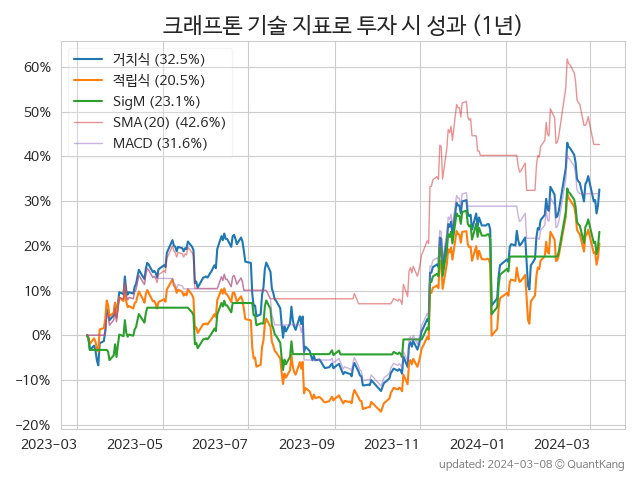 크래프톤 기술 지표로 투자 시 성과 (1년)
거치식 (32.5%)
적립식 (20.5%)
SigM (23.1%)
SMA(20) (42.6%)
MACD (31.6%)
60%
50%
40%
30%
20%
10%
0%
−10%
−20%
2023-03
2023-05
2023-07
2023-09
2023-11
2024-01
2024-03
updated: 2024-03-08 © QuantKang